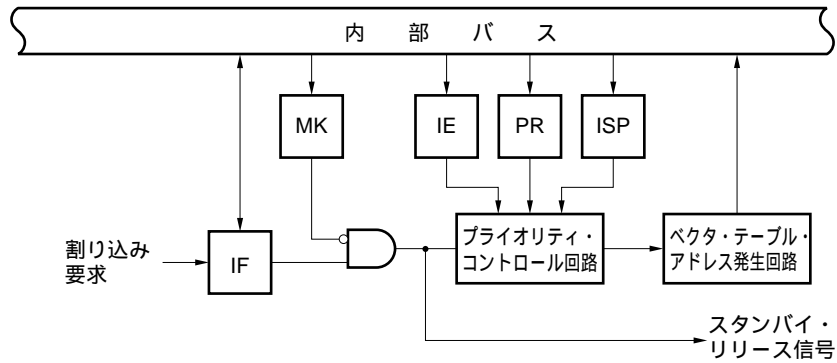 内 部 バ ス
MK
IE
PR
ISP
割り込み
要求
IF
プライオリティ・
コントロール回路
ベクタ・テーブル・
アドレス発生回路
スタンバイ・
リリース信号